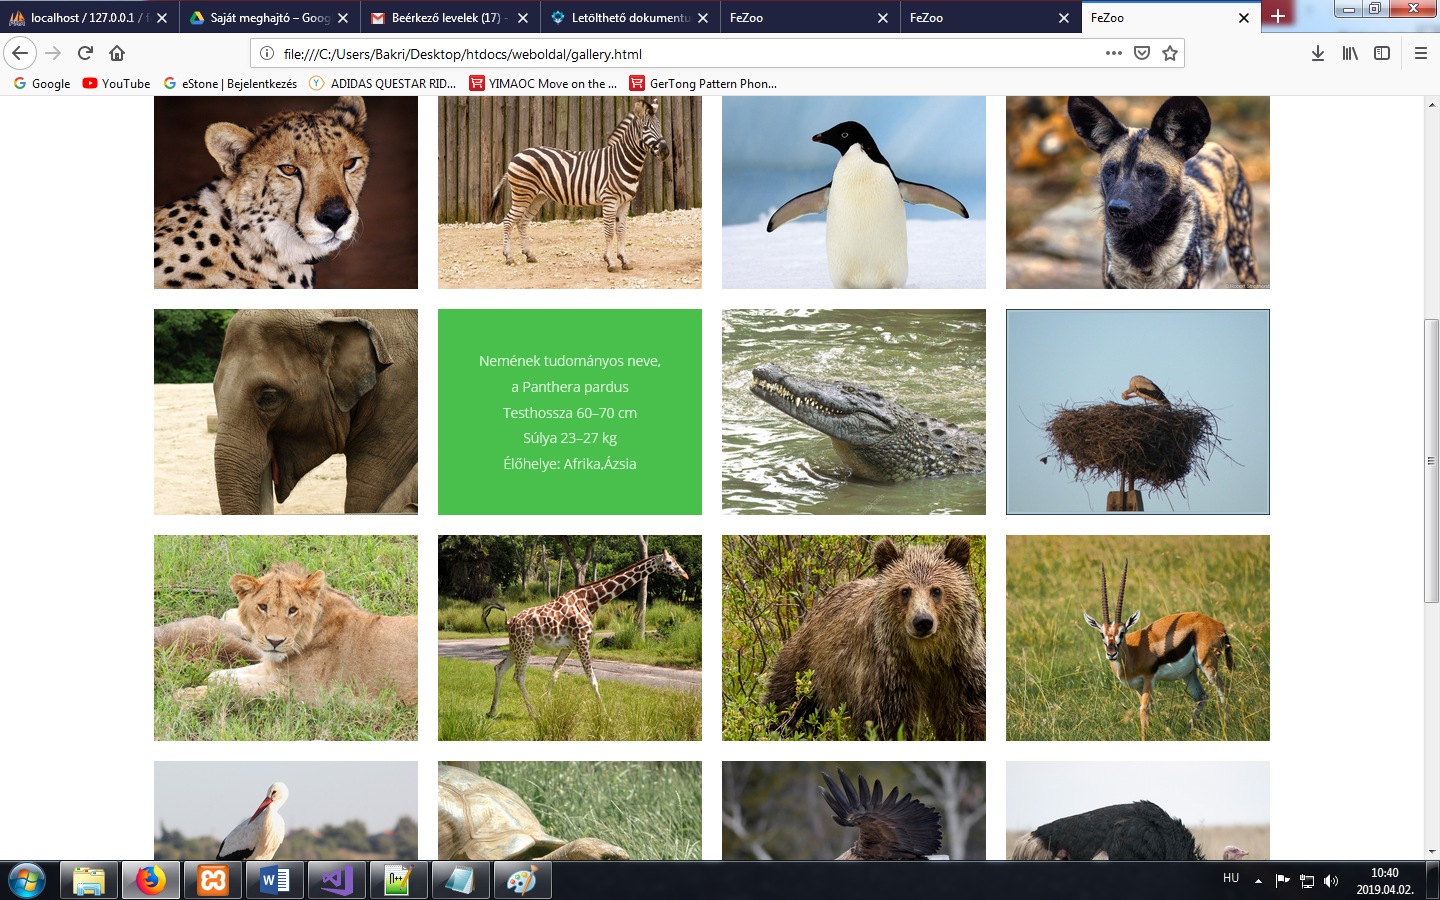 localhost / 127.0.0.1 / f
Saját meghajtó – Goog
Beérkező levelek (17) -
Letölthető dokumentu
FeZoo
FeZoo
FeZoo
file:///C:/Users/Bakri/Desktop/htdocs/weboldal/gallery.html
Google
YouTube
eStone | Bejelentkezés
ADIDAS QUESTAR RID...
YIMAOC Move on the ...
GerTong Pattern Phon...
Nemének tudományos neve,
a Panthera pardus
Testhossza 60–70 cm
Súlya 23–27 kg
Élőhelye: Afrika,Ázsia
HU
10:40
2019.04.02.